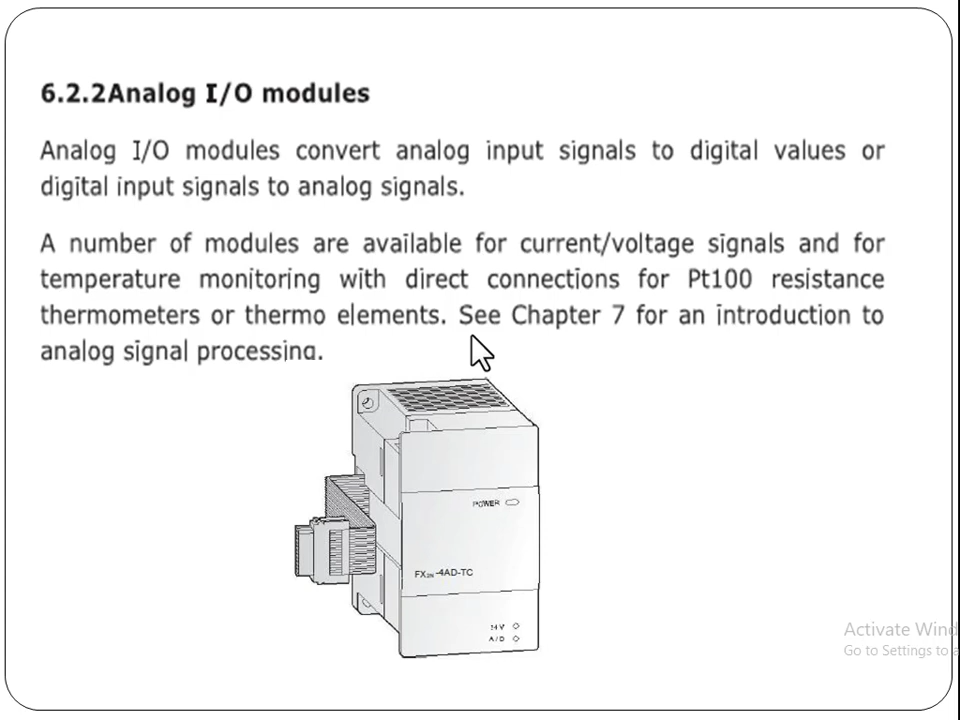 6.2.2Analog I/O modules
Analog I/O modules convert analog input signals to digital values or
digital input signals to analog signals.
A number of modules are available for current/voltage signals and for
temperature monitoring with direct connections for Pt100 resistance
thermometers or thermo elements. See Chapter 7 for an introduction to
analog signal processing.
POWER
FX2N-4AD-TC
24V
A/D
Activate Wind
Go to Settings to a